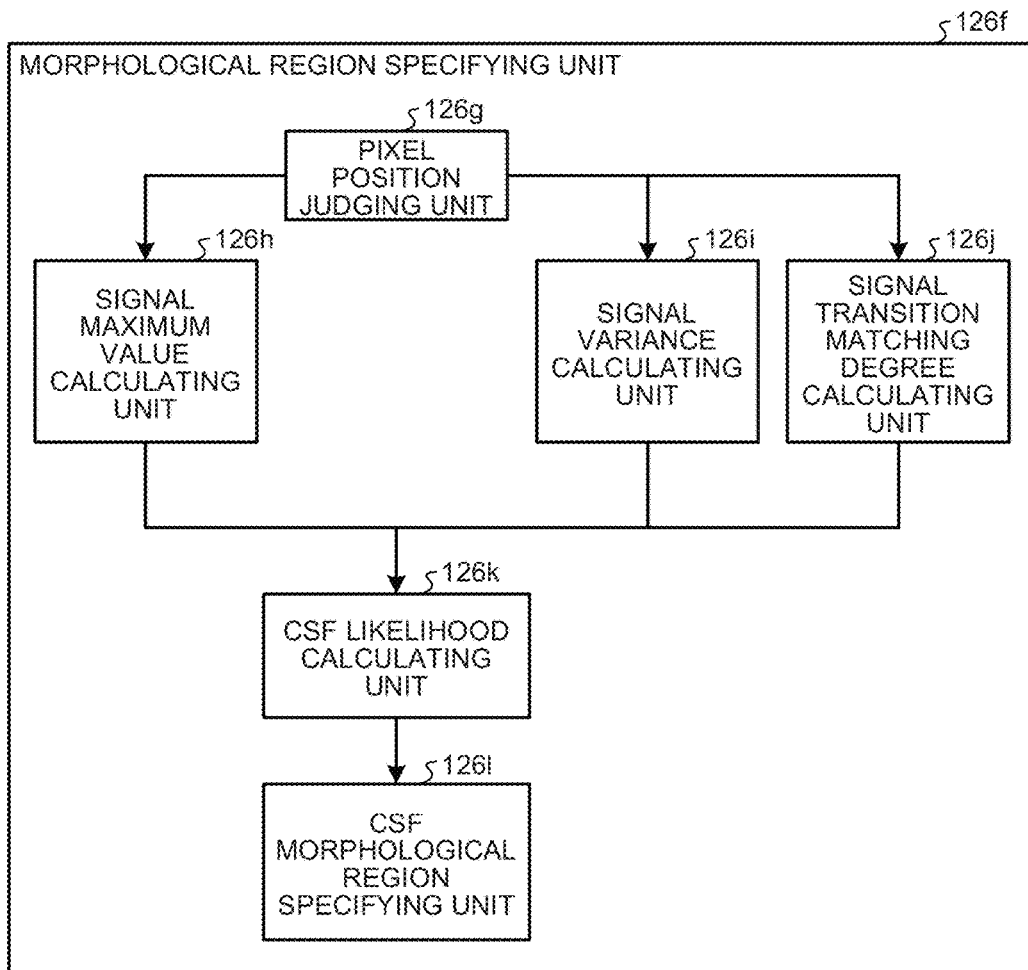 126f
MORPHOLOGICAL REGION SPECIFYING UNIT
126g
PIXEL
POSITION
JUDGING UNIT
126h
SIGNAL
MAXIMUM
VALUE
CALCULATING
UNIT
126i
SIGNAL
VARIANCE
CALCULATING
UNIT
126j
SIGNAL
TRANSITION
MATCHING
DEGREE
CALCULATING
UNIT
126k
CSF LIKELIHOOD
CALCULATING
UNIT
126l
CSF
MORPHOLOGICAL
REGION
SPECIFYING UNIT